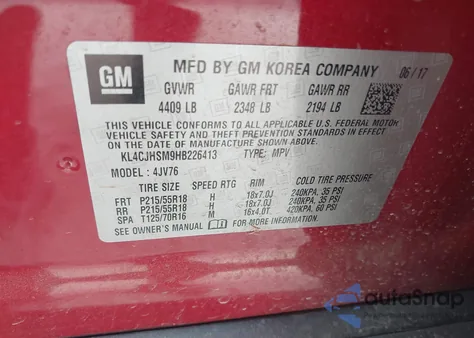 GM
MFD BY GM KOREA COMPANY 06/17
GVWR GAWR FRT GAWR RR
4409 LB 2348 LB 2194 LB
THIS VEHICLE CONFORMS TO ALL APPLICABLE U.S. FEDERAL MOTOR
VEHICLE SAFETY AND THEFT PREVENTION STANDARDS IN EFFECT ON THE
DATE OF MANUFACTURE SHOWN ABOVE.
KL4CJHSM9HB226413 TYPE: MPV
MODEL: 4JV76
TIRE SIZE SPEED RTG RIM COLD TIRE PRESSURE
FRT P215/55R18 H 18x7.0J 240KPA, 35 PSI
RR P215/55R18 H 18x7.0J 240KPA, 35 PSI
SPA T125/70R16 M 16x4.0T 420KPA, 60 PSI
SEE OWNER'S MANUAL FOR MORE INFORMATION.
GM
autoSnap